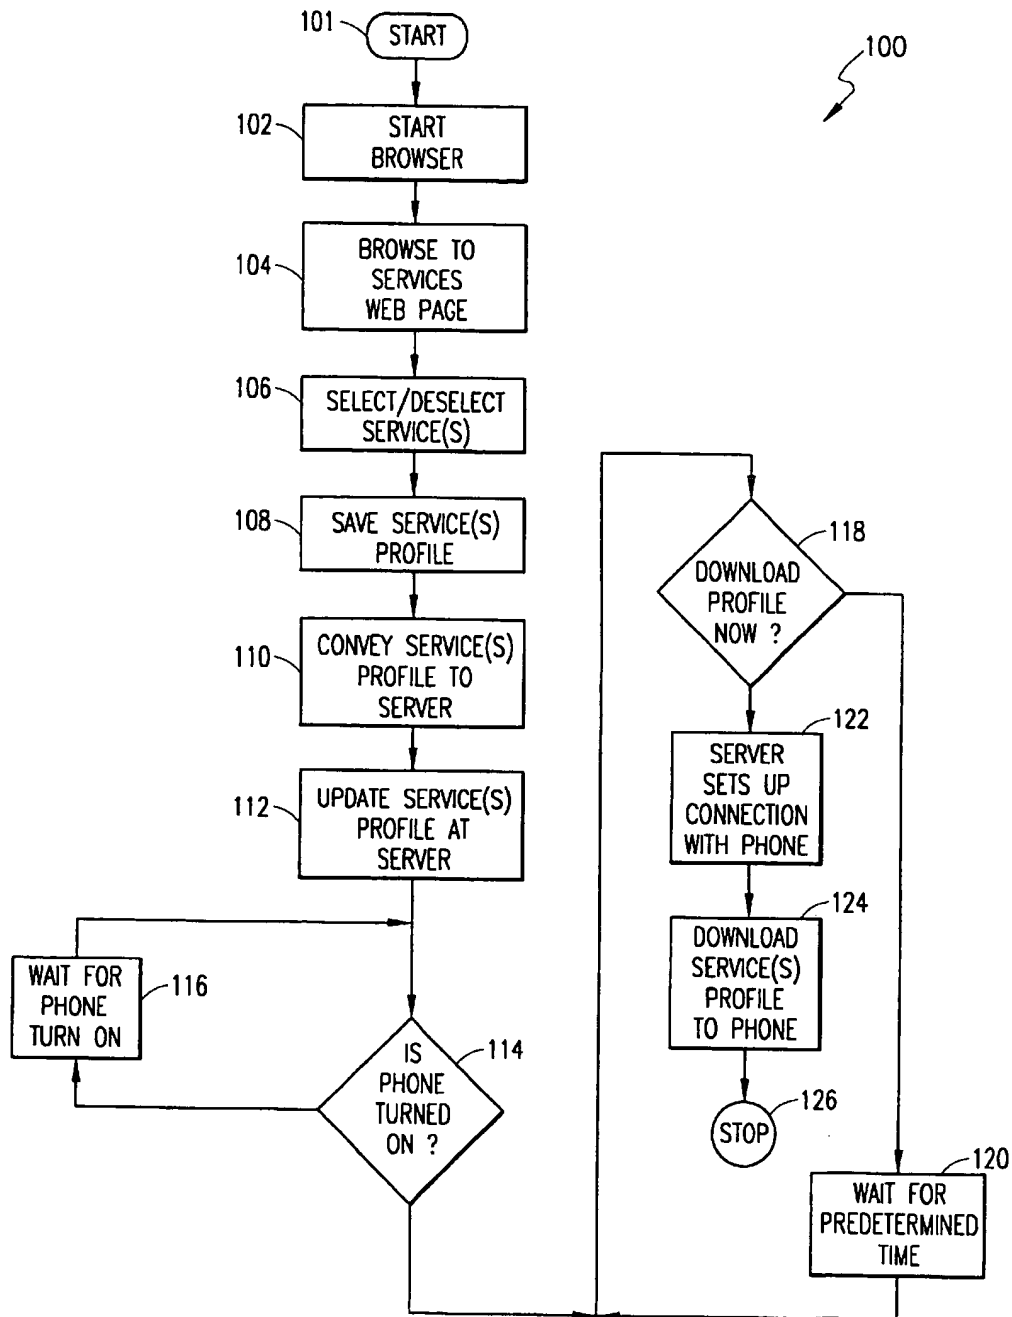 101
START
100
102
START
BROWSER
104
BROWSE TO
SERVICES
WEB PAGE
106
SELECT/DESELECT
SERVICE(S)
108
SAVE SERVICE(S)
PROFILE
110
CONVEY SERVICE(S)
PROFILE TO
SERVER
112
UPDATE SERVICE(S)
PROFILE AT
SERVER
WAIT FOR
PHONE
TURN ON
116
IS
PHONE
TURNED
ON ?
114
118
DOWNLOAD
PROFILE
NOW ?
122
SERVER
SETS UP
CONNECTION
WITH PHONE
124
DOWNLOAD
SERVICE(S)
PROFILE
TO PHONE
126
STOP
120
WAIT FOR
PREDETERMINED
TIME